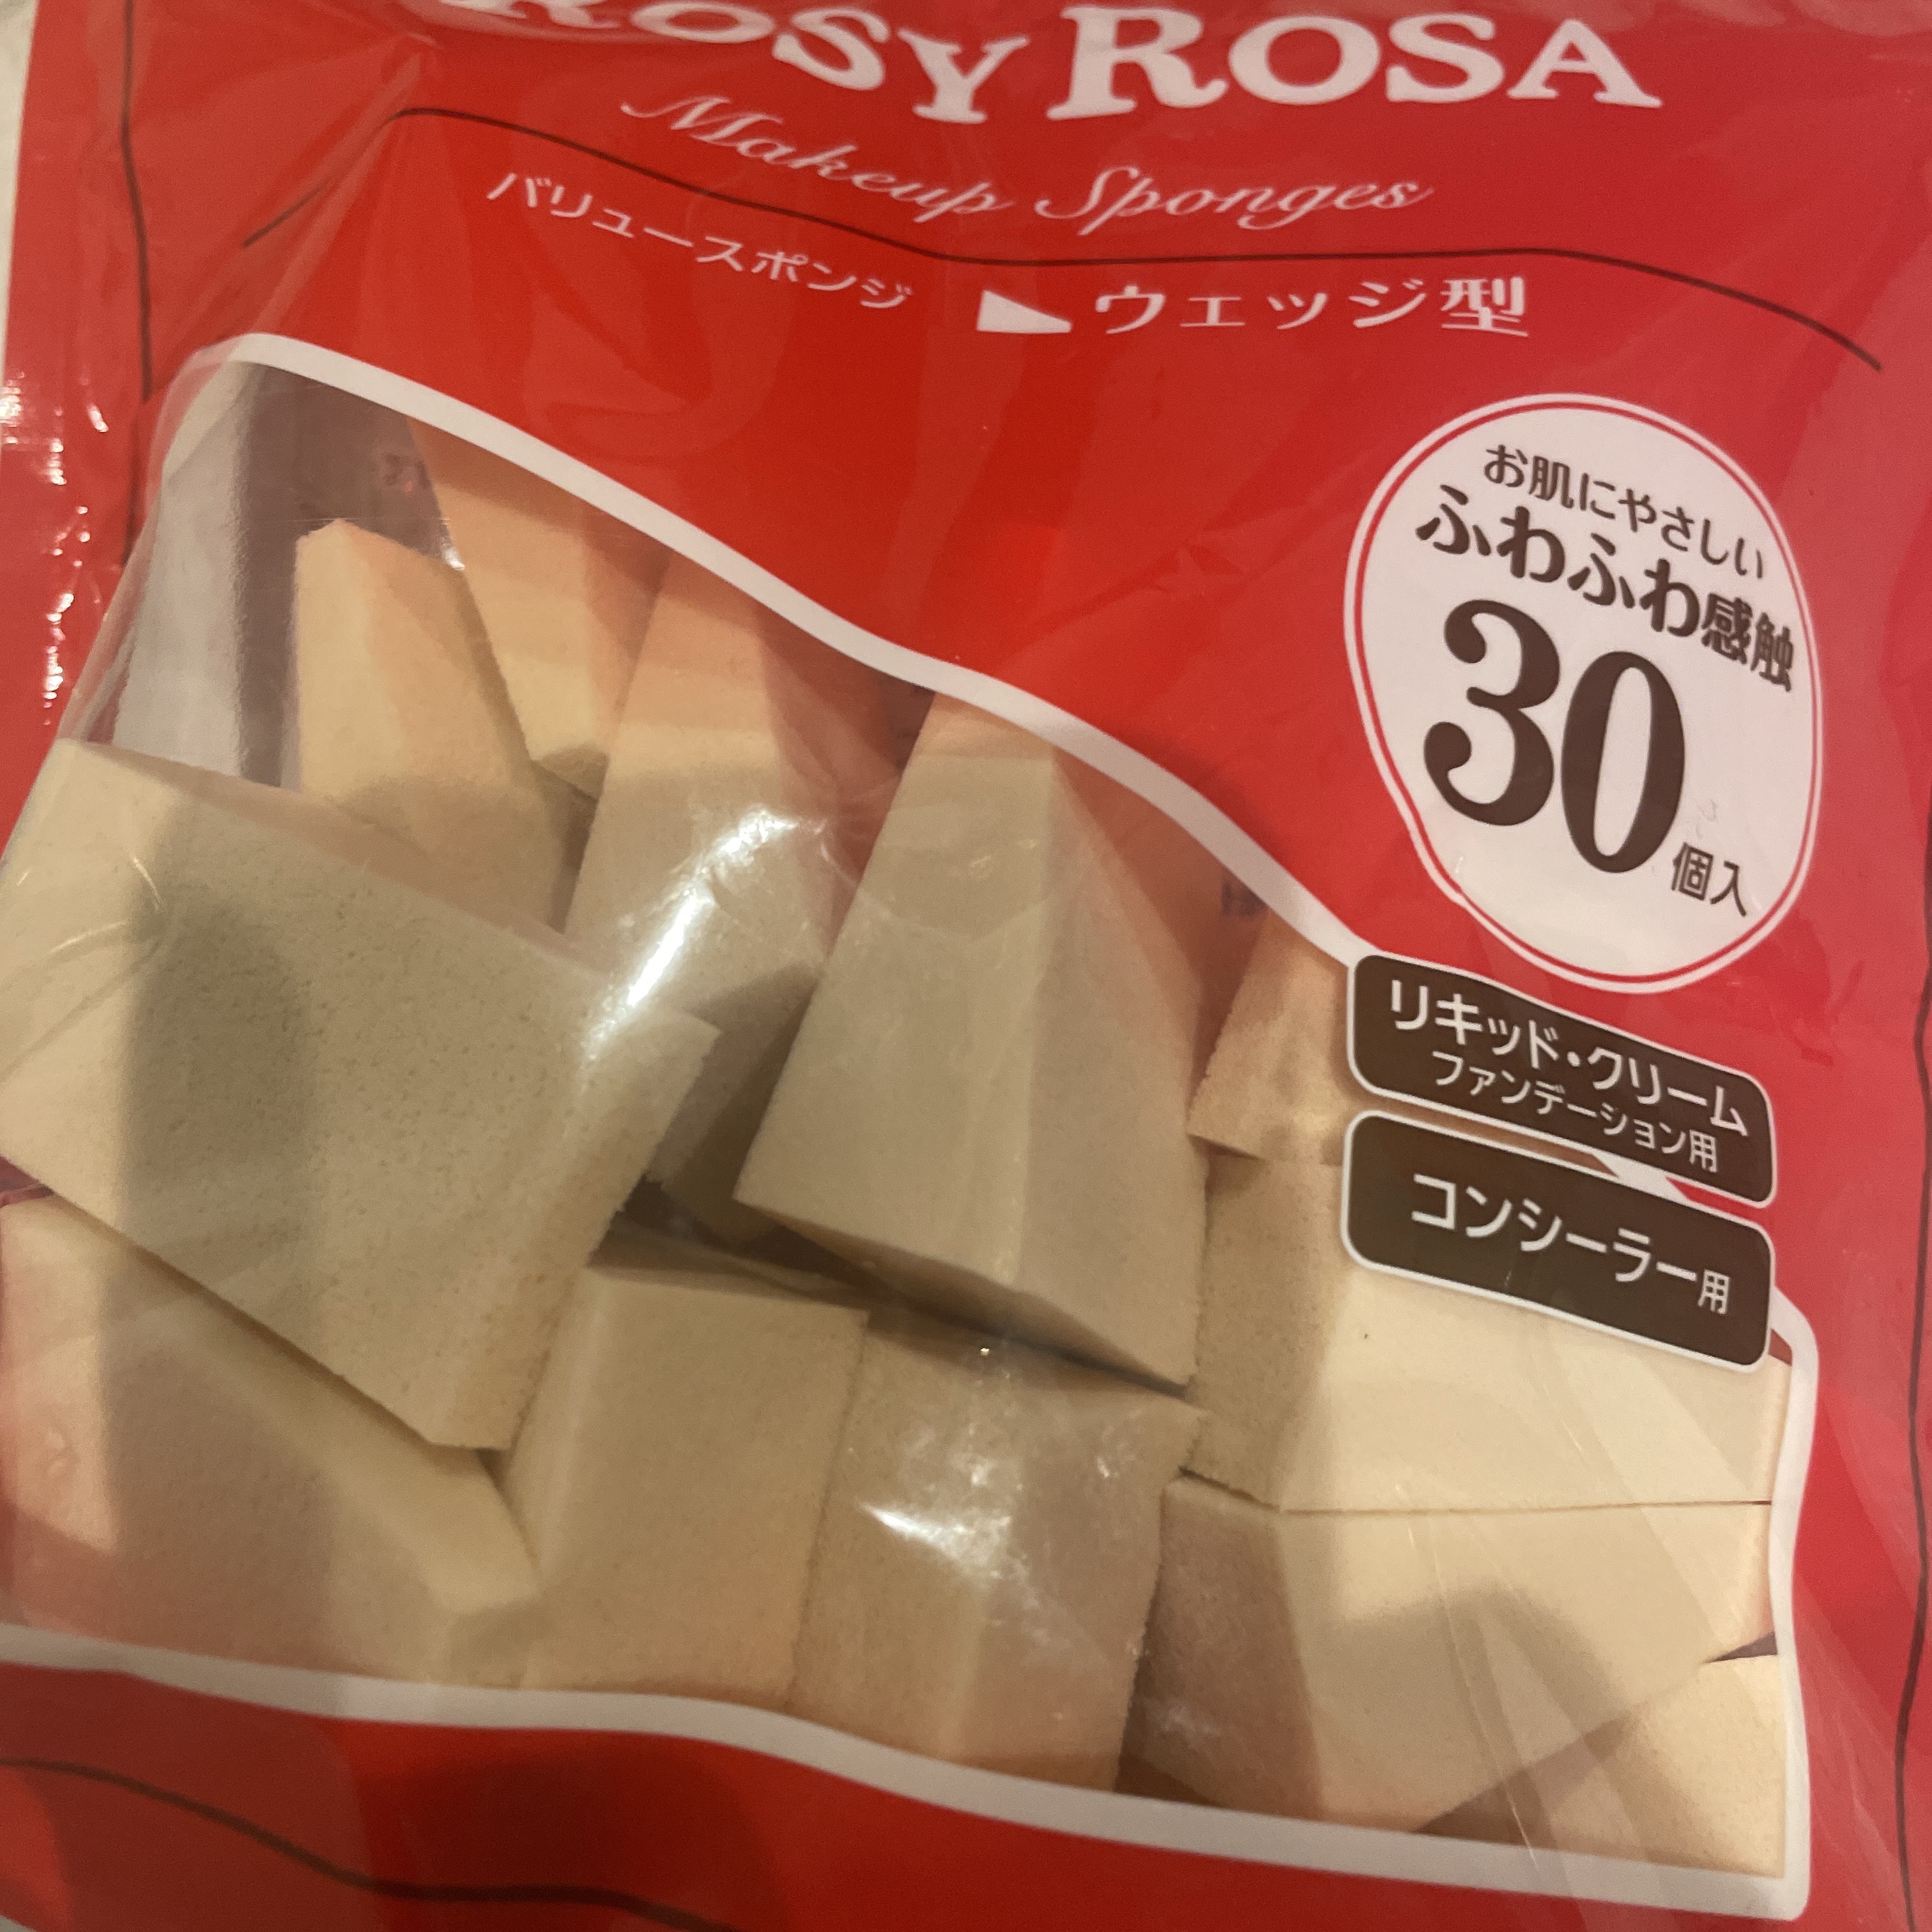 ROSY ROSA
Makeup Sponges
バリュースポンジ ウェッジ型
お肌にやさしい
ふわふわ感触
30個入
リキッド・クリーム
ファンデーション用
コンシーラー用